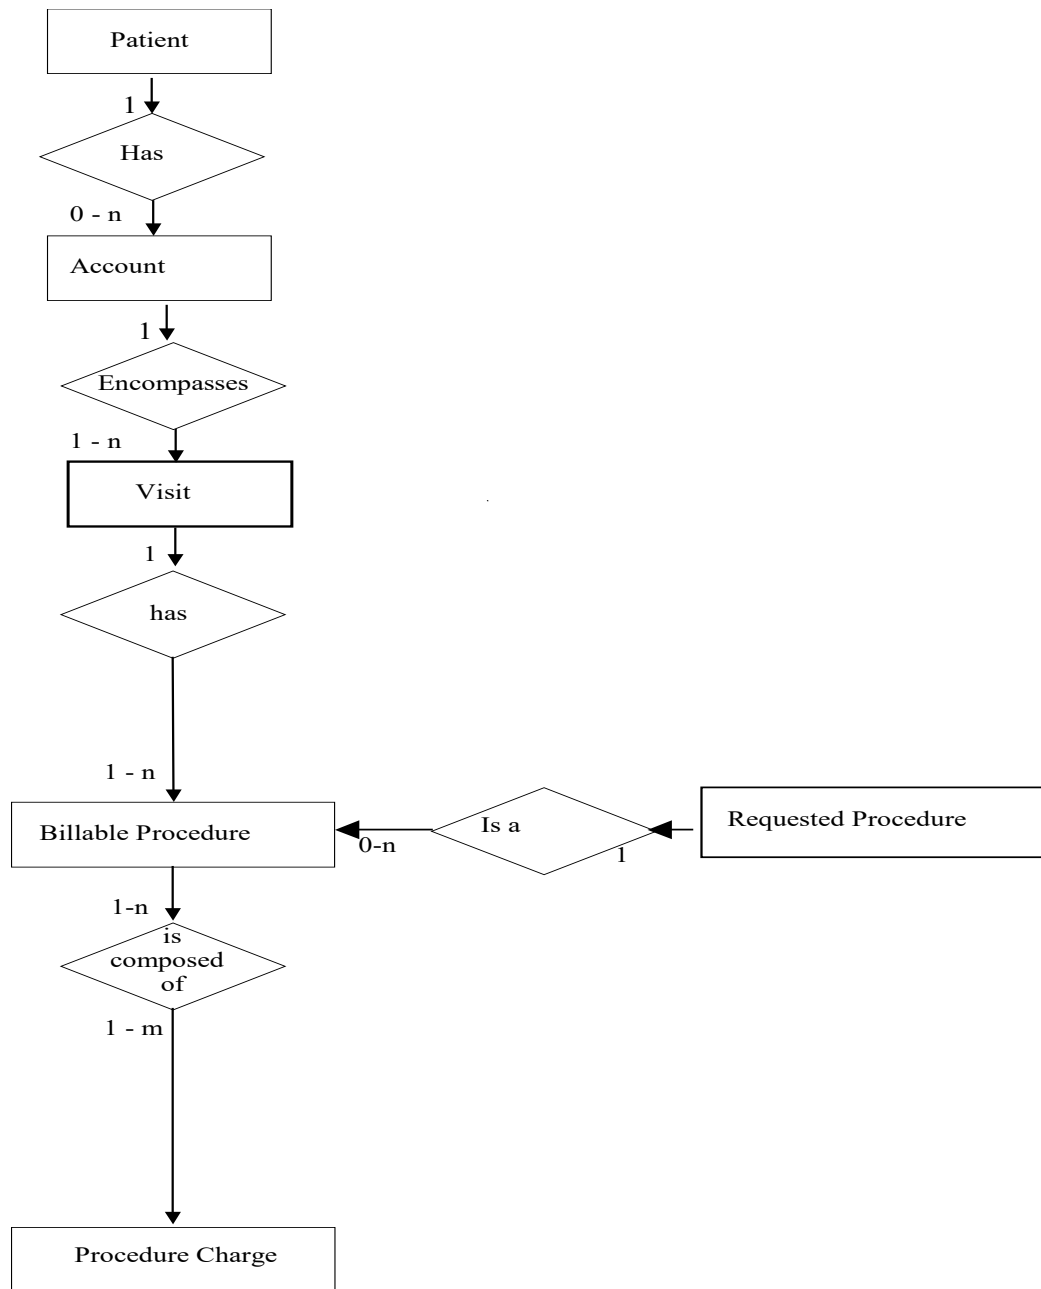 Patient
1
Has
0 - n
Account
1
Encompasses
1 - n
Visit
1
has
1 - n
Billable Procedure
0-n
Is a
1
Requested Procedure
1-n
is
composed
of
1 - m
Procedure Charge